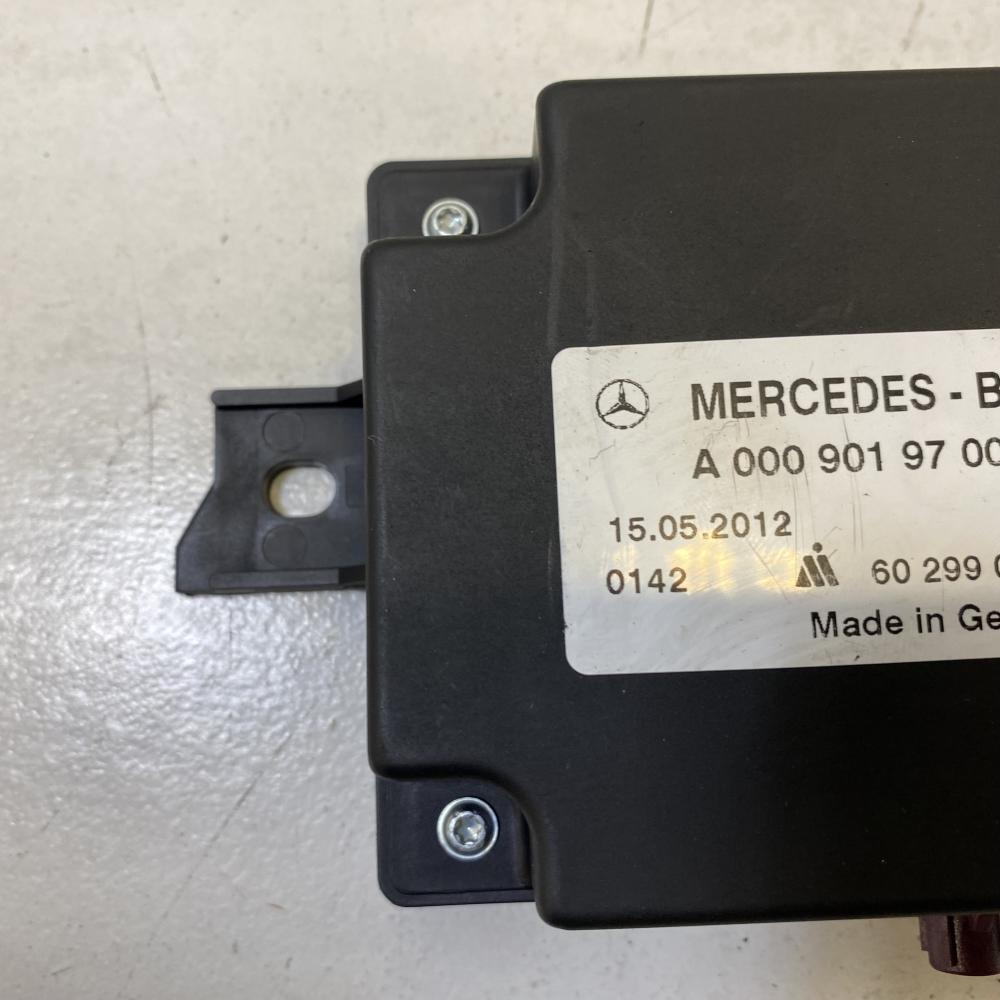 MERCEDES - B
A 000 901 97 00
15.05.2012
0142 60 299 0
Made in Ge